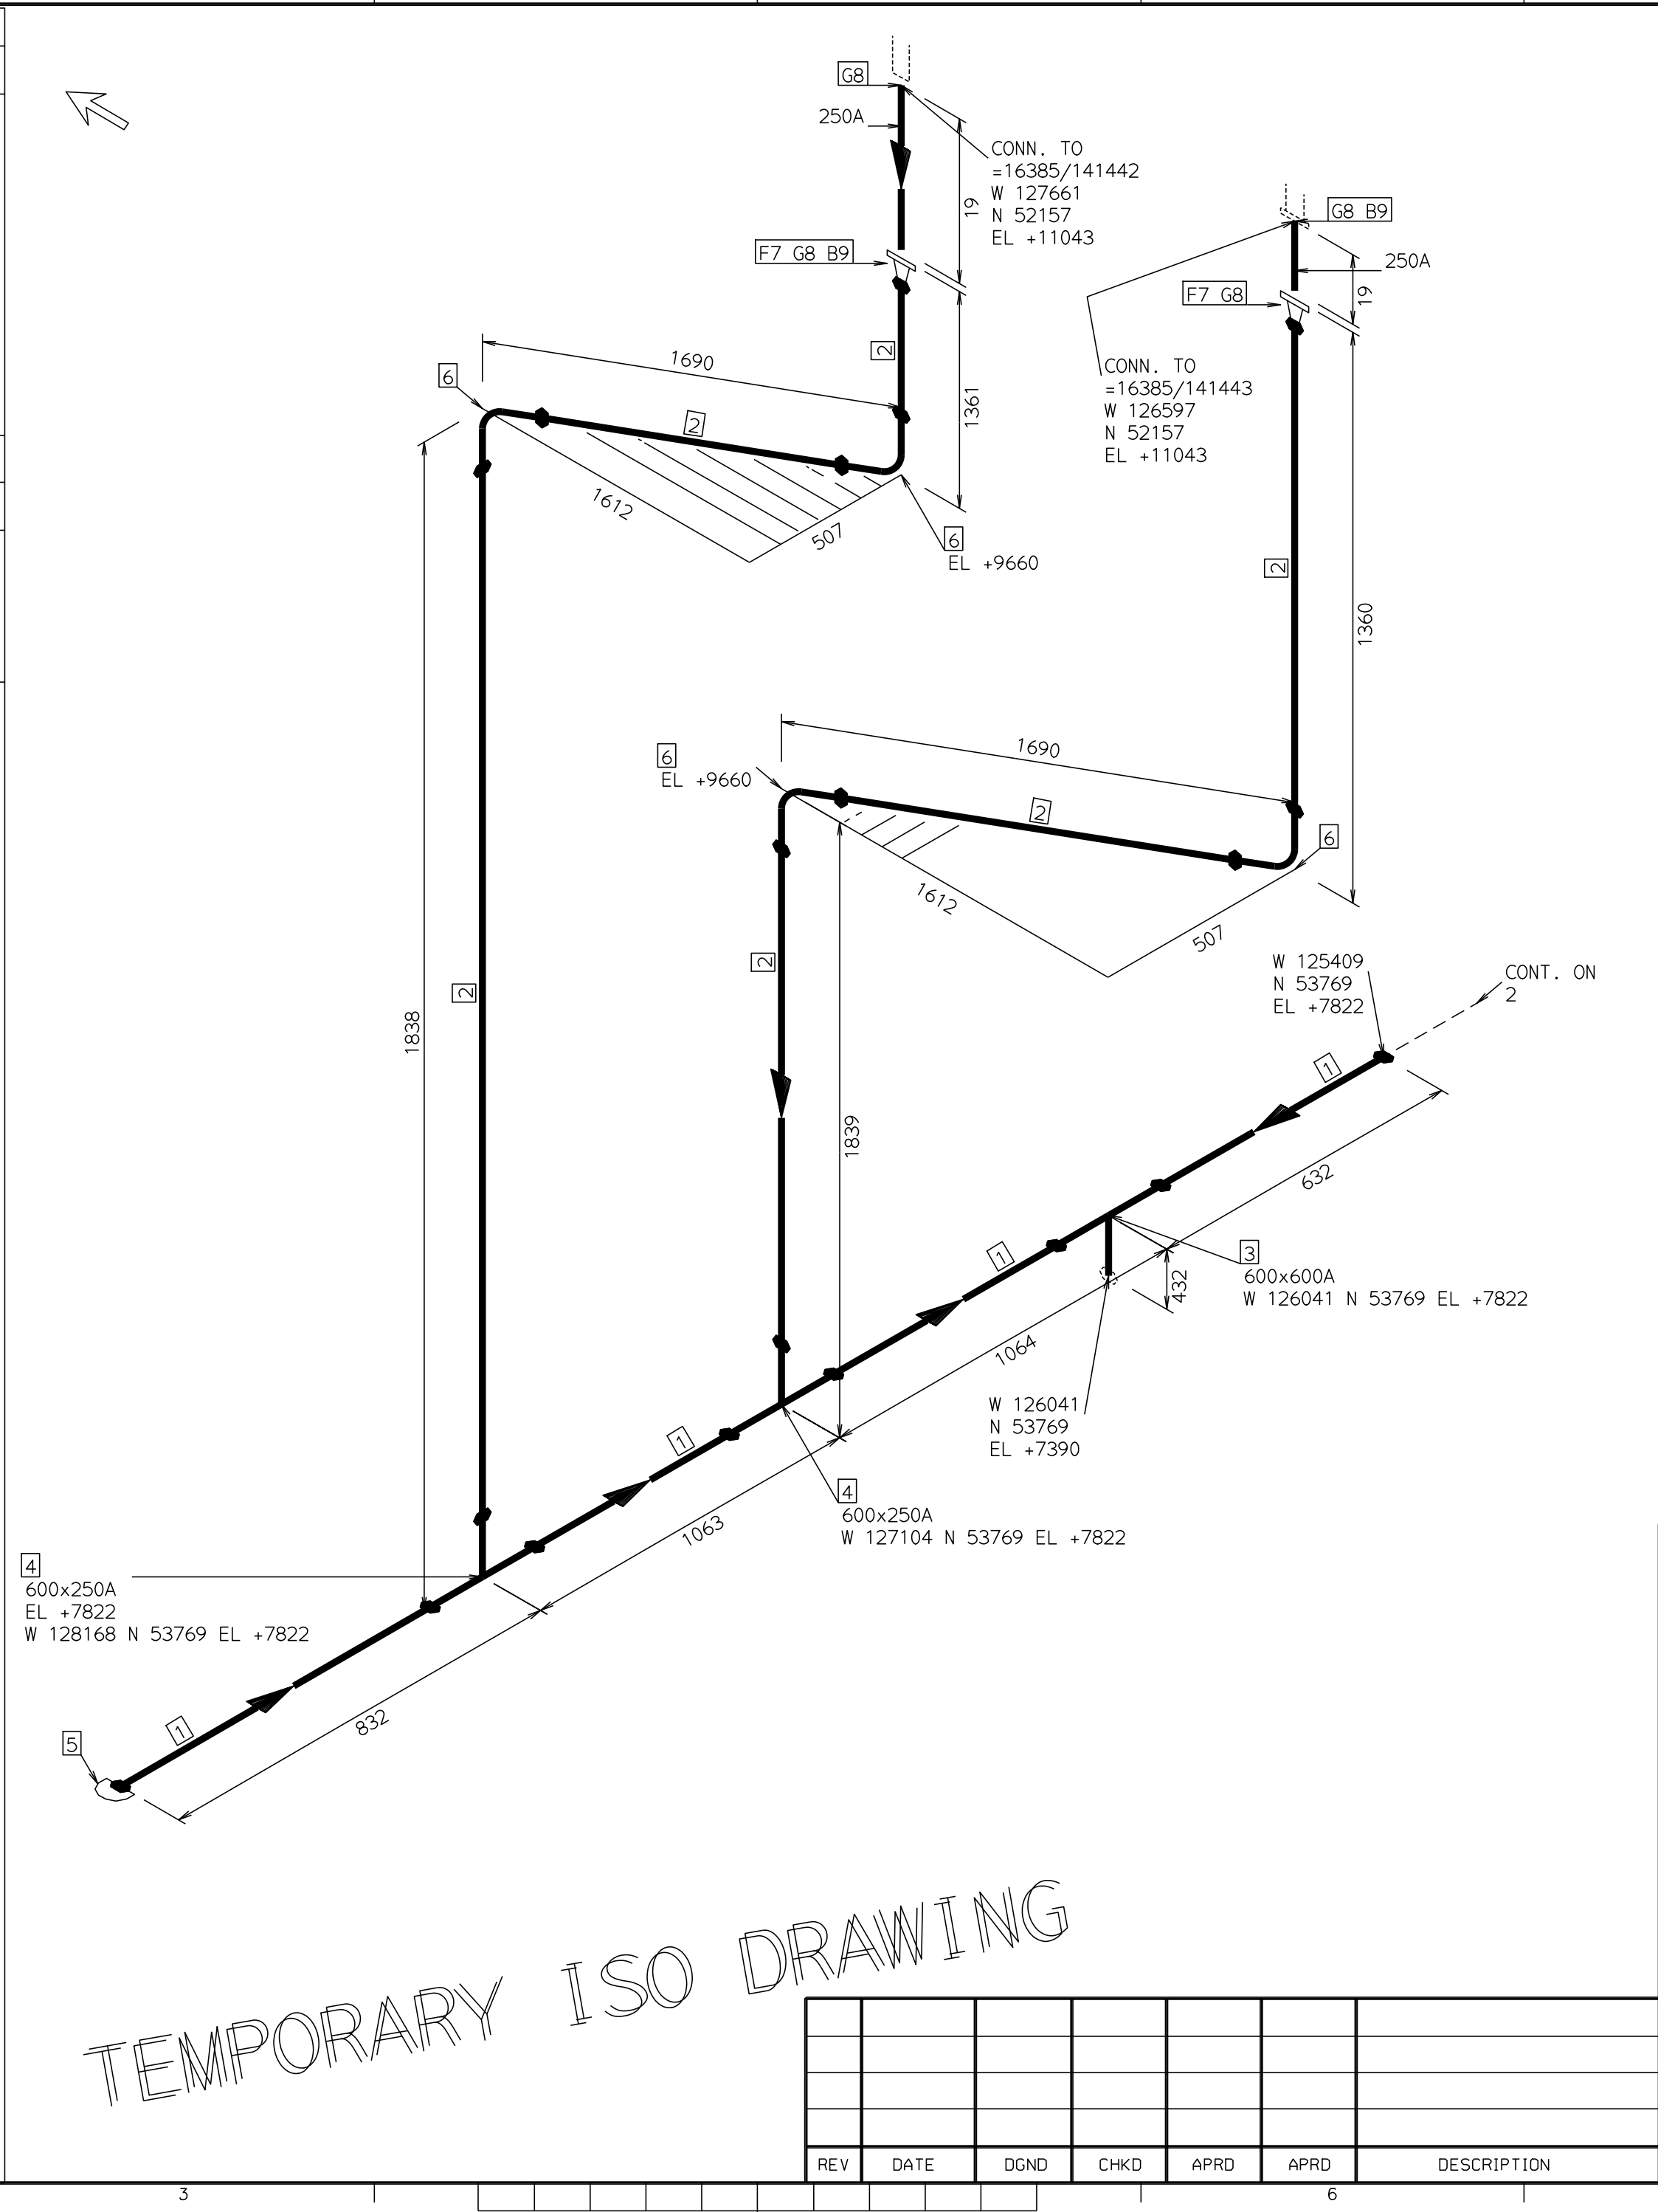 G8
250A
CONN. TO
=16385/141442
W 127661
N 52157
EL +11043
19
F7 G8 B9
G8 B9
250A
19
F7 G8
CONN. TO
=16385/141443
W 126597
N 52157
EL +11043
1690
6
2
2
1361
1612
507
6
EL +9660
2
1360
1690
6
EL +9660
2
6
1612
507
2
2
1838
1839
W 125409
N 53769
EL +7822
CONT. ON
2
1
632
3
600x600A
W 126041 N 53769 EL +7822
432
1
1064
W 126041
N 53769
EL +7390
1
4
600x250A
W 127104 N 53769 EL +7822
1063
4
600x250A
EL +7822
W 128168 N 53769 EL +7822
832
1
5
TEMPORARY ISO DRAWING
REV DATE DGND CHKD APRD APRD DESCRIPTION
3 6